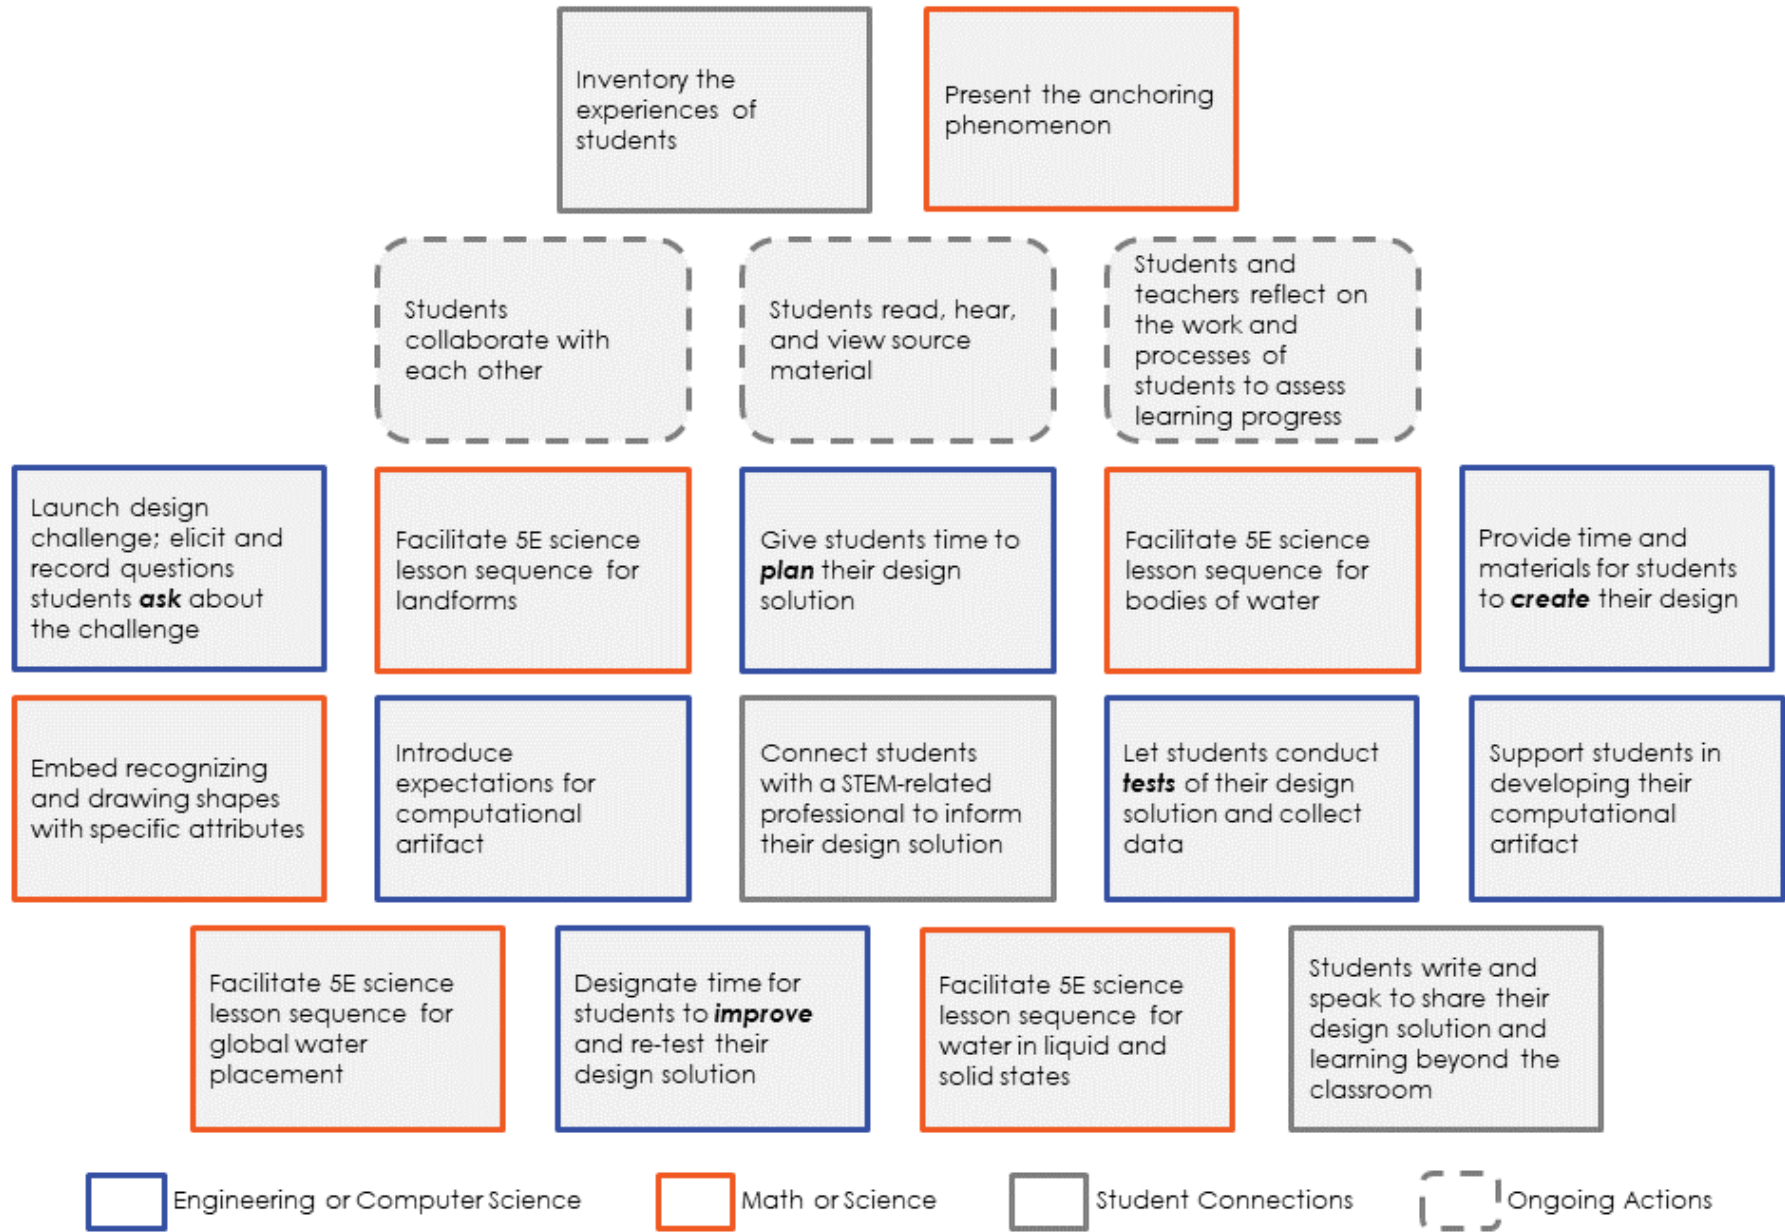 Inventory the
experiences of
students
Present the anchoring
phenomenon
Students
collaborate with
each other
Students read, hear,
and view source
material
Students and
teachers reflect on
the work and
processes of
students to assess
learning progress
Launch design
challenge; elicit and
record questions
students ask about
the challenge
Facilitate 5E science
lesson sequence for
landforms
Give students time to
plan their design
solution
Facilitate 5E science
lesson sequence for
bodies of water
Provide time and
materials for students
to create their design
Embed recognizing
and drawing shapes
with specific attributes
Introduce
expectations for
computational
artifact
Connect students
with a STEM-related
professional to inform
their design solution
Let students conduct
tests of their design
solution and collect
data
Support students in
developing their
computational
artifact
Facilitate 5E science
lesson sequence for
global water
placement
Designate time for
students to improve
and re-test their
design solution
Facilitate 5E science
lesson sequence for
water in liquid and
solid states
Students write and
speak to share their
design solution and
learning beyond the
classroom
Engineering or Computer Science
Math or Science
Student Connections
Ongoing Actions